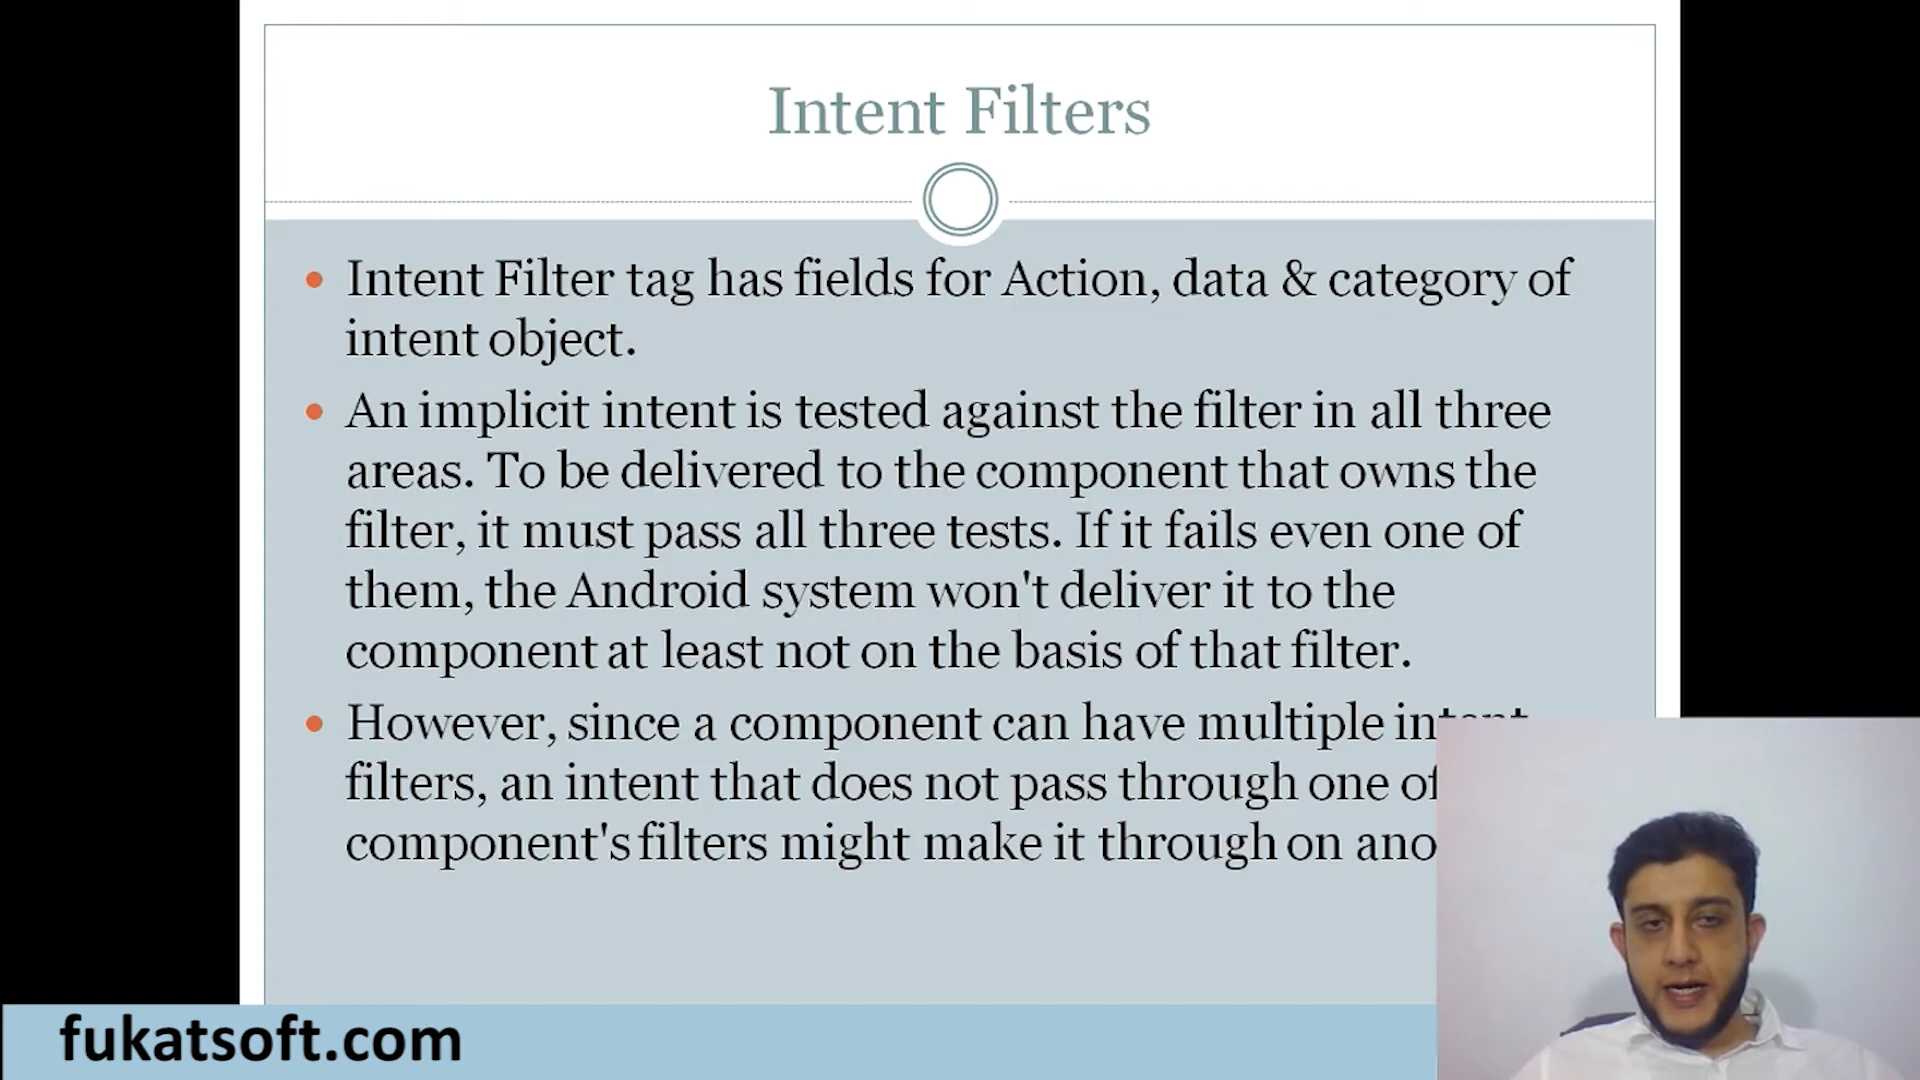 Intent Filters
Intent Filter tag has fields for Action, data & category of
intent object.
An implicit intent is tested against the filter in all three
areas. To be delivered to the component that owns the
filter, it must pass all three tests. If it fails even one of
them, the Android system won't deliver it to the
component at least not on the basis of that filter.
However, since a component can have multiple intent
filters, an intent that does not pass through one of
component's filters might make it through on
fukatsoft.com